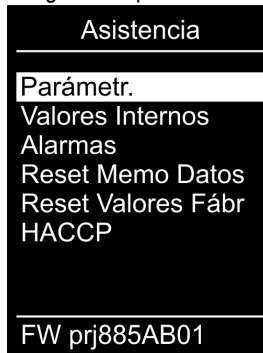 Asistencia
Parámetr.
Valores Internos
Alarmas
Reset Memo Datos
Reset Valores Fábr
HACCP
FW prj885AB01